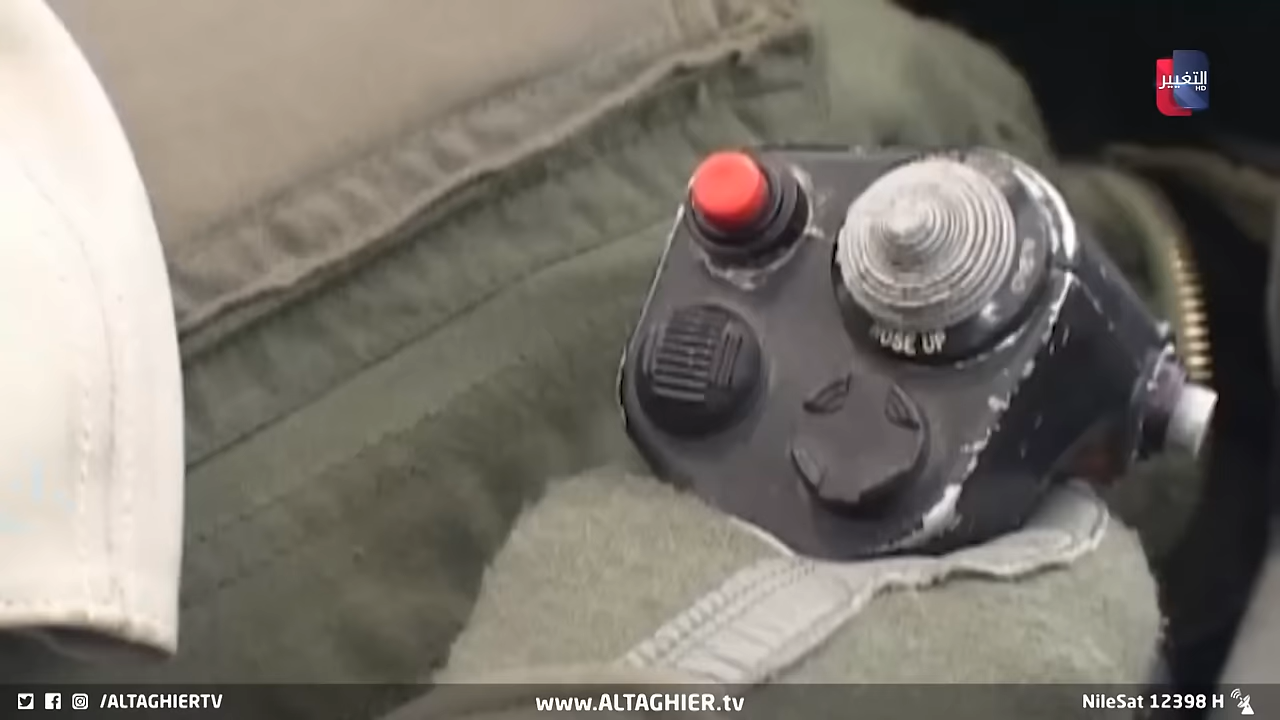 التغيير
HD
NOSE UP
/ALTAGHIERTV
www.ALTAGHIER.tv
NileSat 12398 H